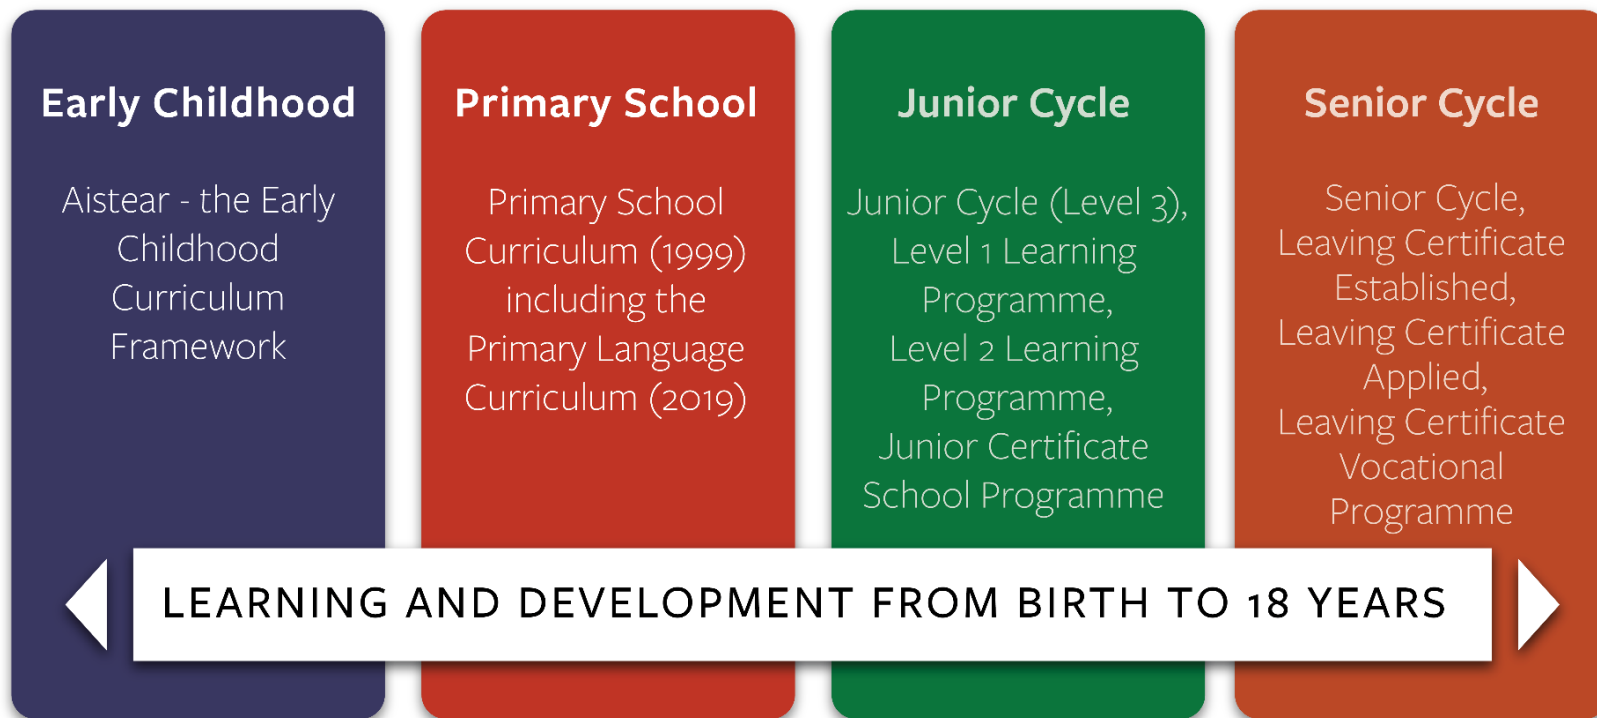 Early Childhood
Aistear - the Early
Childhood
Curriculum
Framework
Primary School
Primary School
Curriculum (1999)
including the
Primary Language
Curriculum (2019)
Junior Cycle
Junior Cycle (Level 3),
Level 1 Learning
Programme,
Level 2 Learning
Programme,
Junior Certificate
School Programme
Senior Cycle
Senior Cycle,
Leaving Certificate
Established,
Leaving Certificate
Applied,
Leaving Certificate
Vocational
Programme
LEARNING AND DEVELOPMENT FROM BIRTH TO 18 YEARS